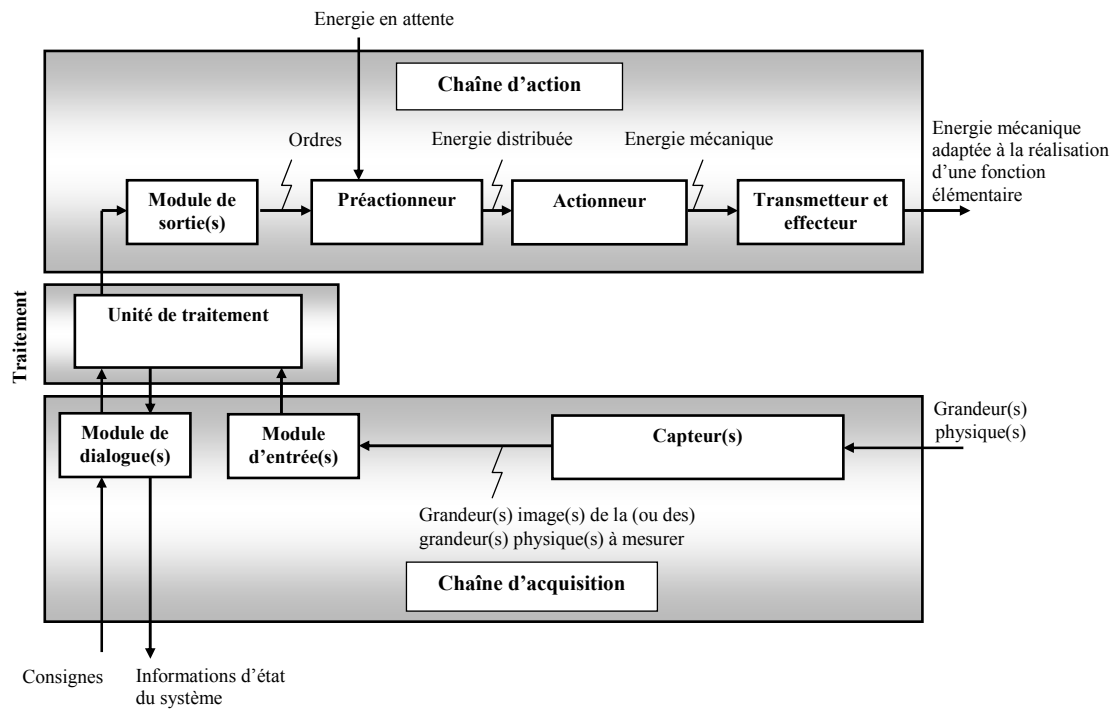 Energie en attente
Chaîne d'action
Ordres
Energie distribuée
Energie mécanique
Energie mécanique
adaptée à la réalisation
d'une fonction
élémentaire
Module de
sortie(s)
Préactionneur
Actionneur
Transmetteur et
effecteur
Traitement
Unité de traitement
Module de
dialogue(s)
Module
d'entrée(s)
Capteur(s)
Grandeur(s)
physique(s)
Grandeur(s) image(s) de la (ou des)
grandeur(s) physique(s) à mesurer
Chaîne d'acquisition
Consignes
Informations d'état
du système